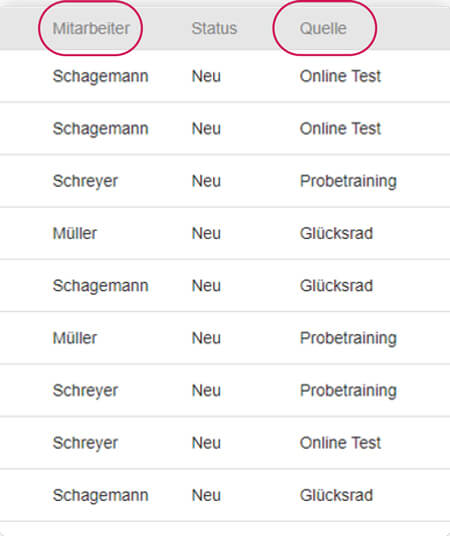 Mitarbeiter Status Quelle
Schagemann Neu Online Test
Schagemann Neu Online Test
Schreyer Neu Probetraining
Müller Neu Glücksrad
Schagemann Neu Glücksrad
Müller Neu Probetraining
Schreyer Neu Probetraining
Schreyer Neu Online Test
Schagemann Neu Glücksrad